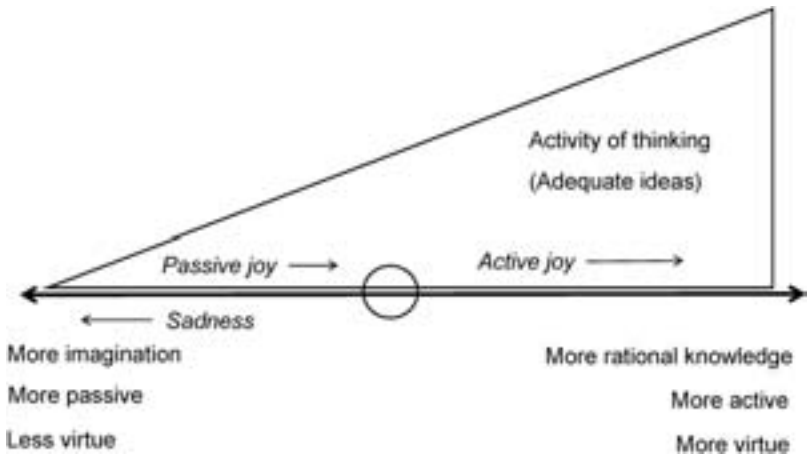 Activity of thinking
(Adequate ideas)
Passive joy
Active joy
Sadness
More imagination
More rational knowledge
More passive
More active
Less virtue
More virtue